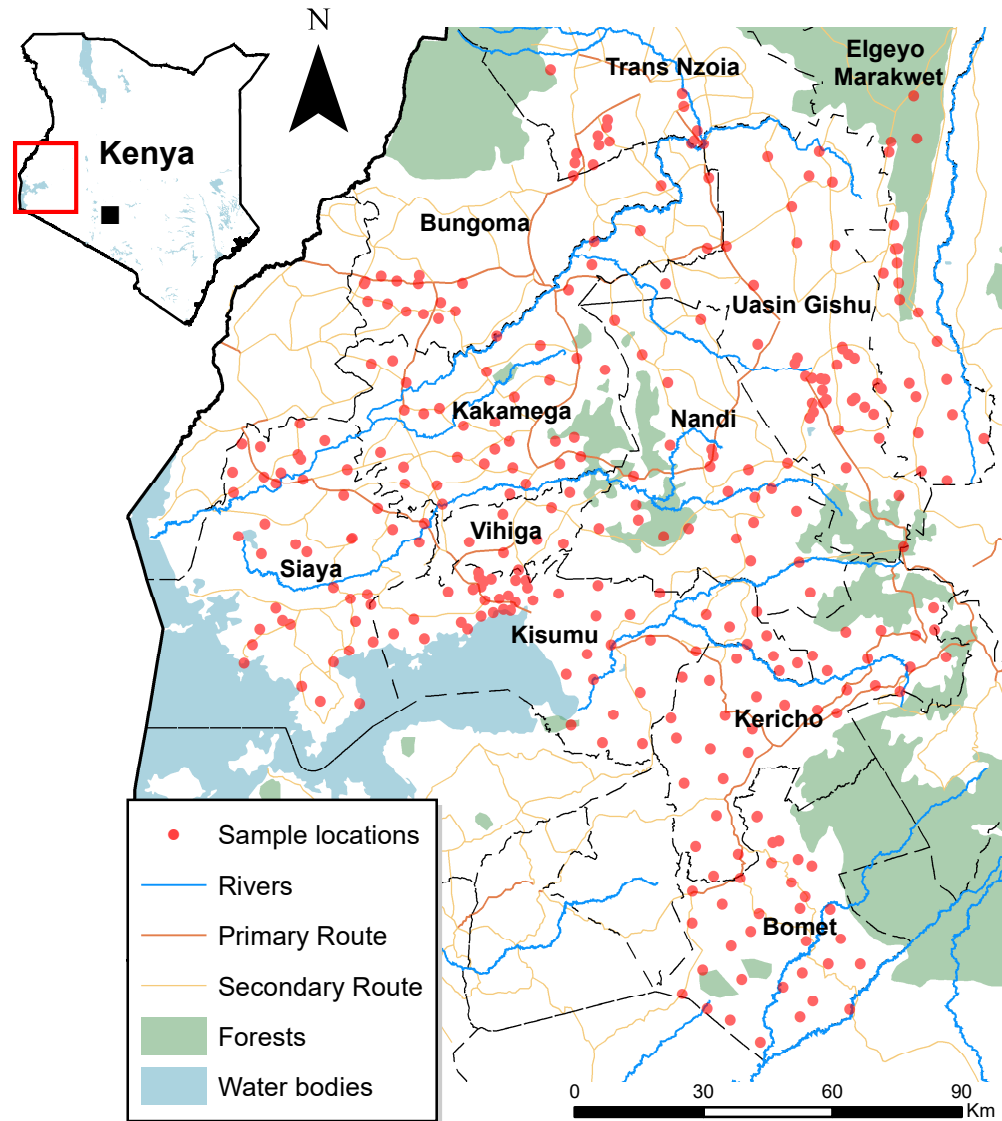 N
Kenya
Elgeyo
Marakwet
Trans Nzoia
Bungoma
Uasin Gishu
Kakamega
Nandi
Vihiga
Siaya
Kisumu
Kericho
Bomet
Sample locations
Rivers
Primary Route
Secondary Route
Forests
Water bodies
0 30 60 90
Km